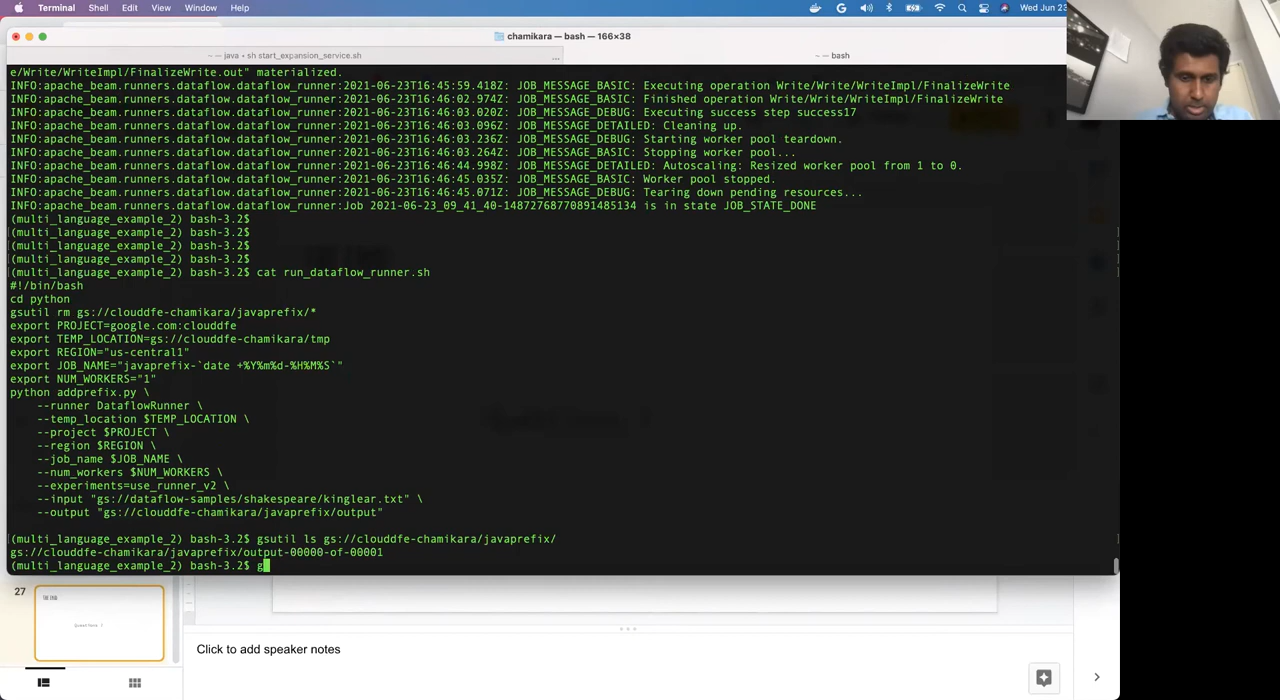 Terminal Shell Edit View Window Help Wed Jun 23
chamikara — bash — 166×38
~ — java ‹ sh start_expansion_service.sh ... ~ — bash
e/Write/WriteImpl/FinalizeWrite.out" materialized.
INFO:apache_beam.runners.dataflow.dataflow_runner:2021-06-23T16:45:59.418Z: JOB_MESSAGE_BASIC: Executing operation Write/Write/WriteImpl/FinalizeWrite
INFO:apache_beam.runners.dataflow.dataflow_runner:2021-06-23T16:46:02.974Z: JOB_MESSAGE_BASIC: Finished operation Write/Write/WriteImpl/FinalizeWrite
INFO:apache_beam.runners.dataflow.dataflow_runner:2021-06-23T16:46:03.020Z: JOB_MESSAGE_DEBUG: Executing success step success17
INFO:apache_beam.runners.dataflow.dataflow_runner:2021-06-23T16:46:03.096Z: JOB_MESSAGE_DETAILED: Cleaning up.
INFO:apache_beam.runners.dataflow.dataflow_runner:2021-06-23T16:46:03.236Z: JOB_MESSAGE_DEBUG: Starting worker pool teardown.
INFO:apache_beam.runners.dataflow.dataflow_runner:2021-06-23T16:46:03.264Z: JOB_MESSAGE_BASIC: Stopping worker pool...
INFO:apache_beam.runners.dataflow.dataflow_runner:2021-06-23T16:46:44.998Z: JOB_MESSAGE_DETAILED: Autoscaling: Resized worker pool from 1 to 0.
INFO:apache_beam.runners.dataflow.dataflow_runner:2021-06-23T16:46:45.035Z: JOB_MESSAGE_BASIC: Worker pool stopped.
INFO:apache_beam.runners.dataflow.dataflow_runner:2021-06-23T16:46:45.071Z: JOB_MESSAGE_DEBUG: Tearing down pending resources...
INFO:apache_beam.runners.dataflow.dataflow_runner:Job 2021-06-23_09_41_40-14872768770891485134 is in state JOB_STATE_DONE
(multi_language_example_2) bash-3.2$
(multi_language_example_2) bash-3.2$
(multi_language_example_2) bash-3.2$
(multi_language_example_2) bash-3.2$
(multi_language_example_2) bash-3.2$ cat run_dataflow_runner.sh
#!/bin/bash
cd python
gsutil rm gs://clouddfe-chamikara/javaprefix/*
export PROJECT=google.com:clouddfe
export TEMP_LOCATION=gs://clouddfe-chamikara/tmp
export REGION="us-central1"
export JOB_NAME="javaprefix-`date +%Y%m%d-%H%M%S`"
export NUM_WORKERS="1"
python addprefix.py \
--runner DataflowRunner \
--temp_location $TEMP_LOCATION \
--project $PROJECT \
--region $REGION \
--job_name $JOB_NAME \
--num_workers $NUM_WORKERS \
--experiments=use_runner_v2 \
--input "gs://dataflow-samples/shakespeare/kinglear.txt" \
--output "gs://clouddfe-chamikara/javaprefix/output"
(multi_language_example_2) bash-3.2$ gsutil ls gs://clouddfe-chamikara/javaprefix/
gs://clouddfe-chamikara/javaprefix/output-00000-of-00001
(multi_language_example_2) bash-3.2$ g
27
Click to add speaker notes